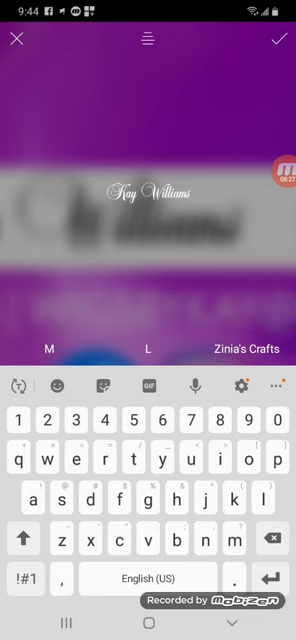 9:44
08:27
Kay Williams
Williams
M L Zinia's Crafts
GIF
1 2 3 4 5 6 7 8 9 0
q w e r t y u i o p
a s d f g h j k l
z x c v b n m
!#1 , English (US) .
Recorded by mobizen